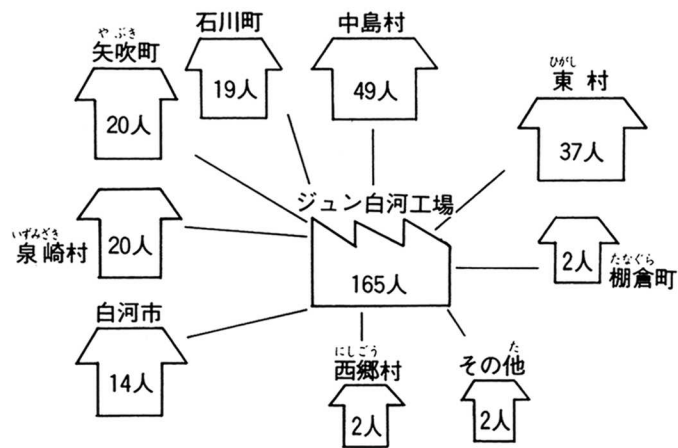 石川町
19人
中島村
49人
やぶき
矢吹町
20人
ひがし
東村
37人
ジュン白河工場
165人
いずみざき
泉崎村
20人
2人
たなぐら
棚倉町
白河市
14人
にしごう
西郷村
2人
た
その他
2人